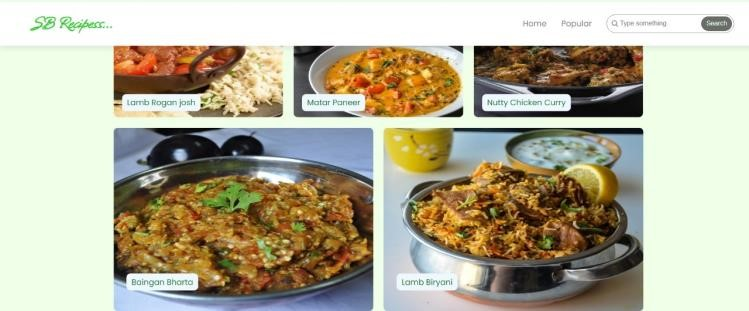 SB Recipess...
Home Popular Type something Search
Lamb Rogan josh Matar Paneer Nutty Chicken Curry
Baingan Bharta Lamb Biryani